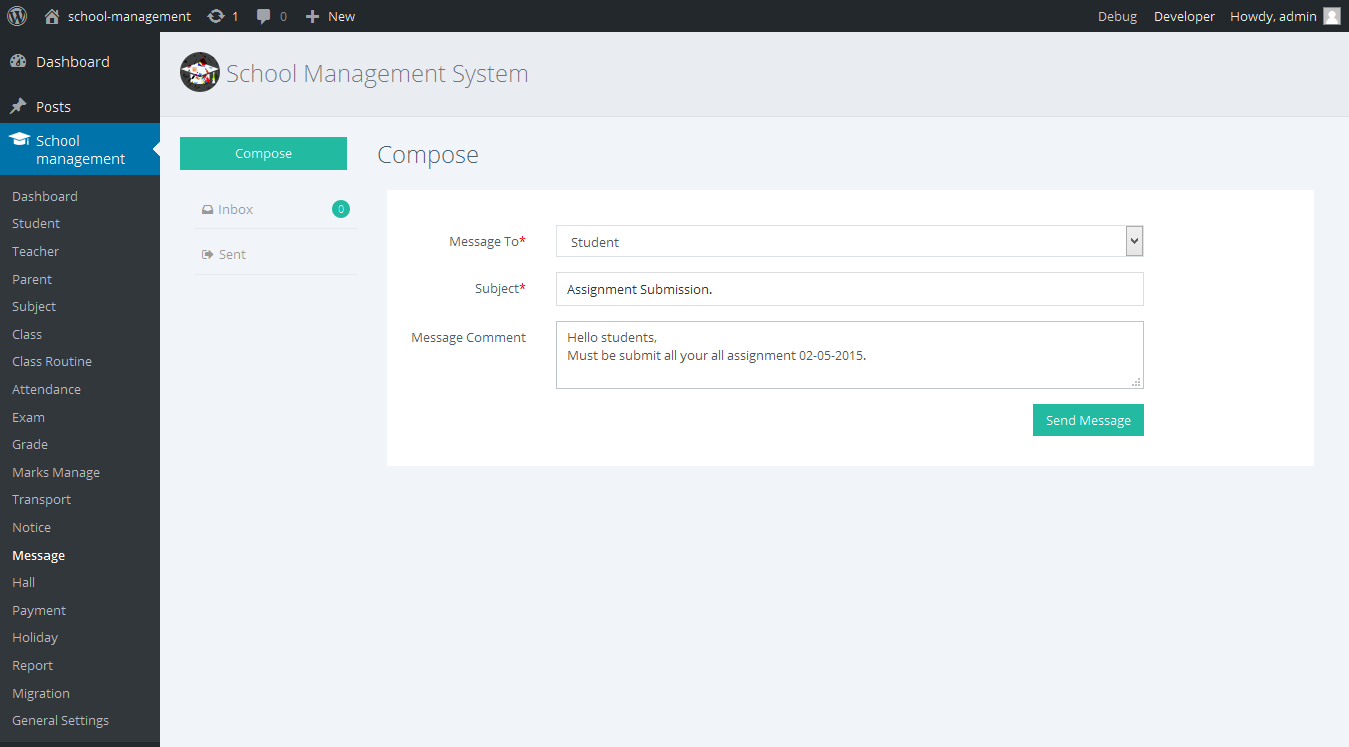 school-management 1 0 New Debug Developer Howdy, admin
Dashboard
Posts
School
management
Dashboard
Student
Teacher
Parent
Subject
Class
Class Routine
Attendance
Exam
Grade
Marks Manage
Transport
Notice
Message
Hall
Payment
Holiday
Report
Migration
General Settings
School Management System
Compose
Inbox 0
Sent
Compose
Message To* Student
Subject* Assignment Submission.
Message Comment Hello students,
Must be submit all your all assignment 02-05-2015.
Send Message